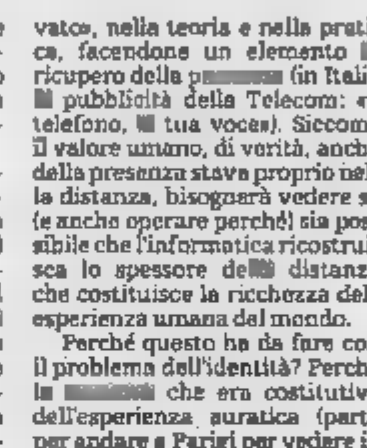 vato», nella teoria e nella prati
ca, facendone un elemento
ricupero della (in Itali
pubblicità della Telecom: «
telefono, tua voce»). Siccom
il valore umano, di verità, anch
della presenza stava proprio nel
la distanza, bisognerà vedere s
(e anche operare perché) sia pos
sibile che l'informatica ricostrui
sca lo spessore della distanz
che costituisce la ricchezza del
esperienza umana del mondo.
Perché questo ha da fare co
il problema dell'identità? Perch
la che era costitutiv
dell'esperienza auratica (part
per andare a Parigi per vedere i